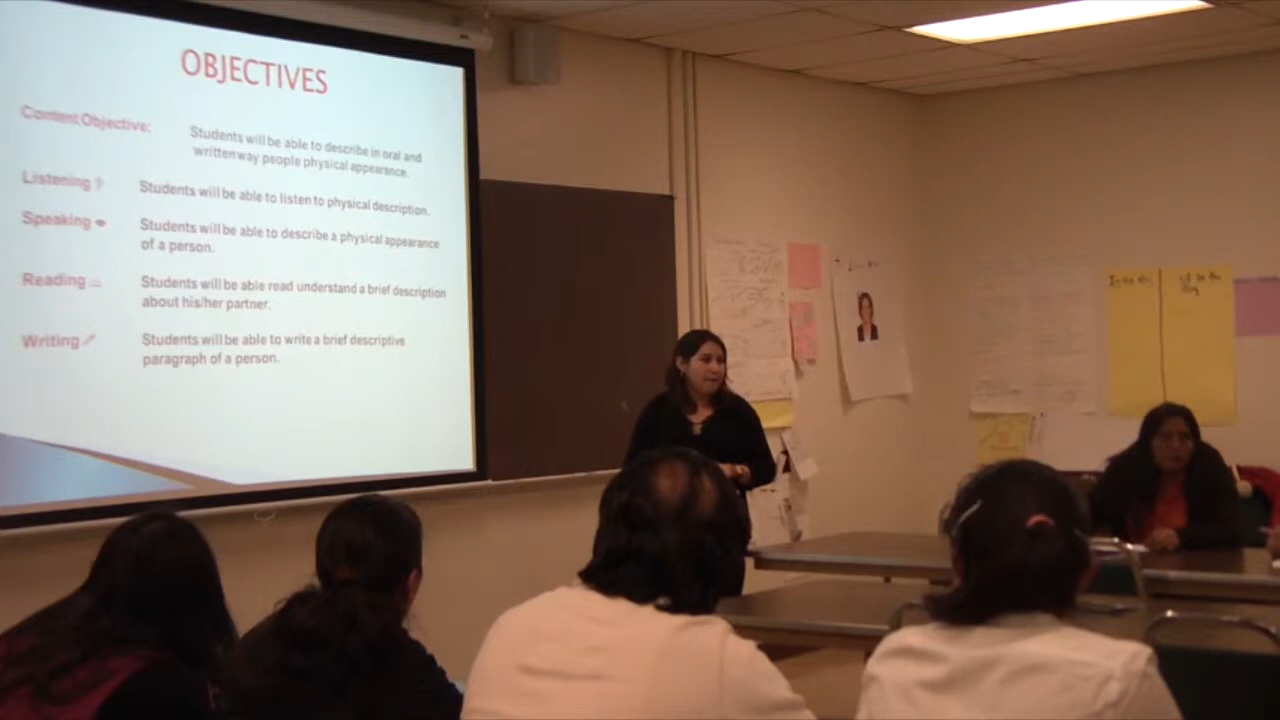 OBJECTIVES
Content Objective:
Students will be able to describe in oral and
written way people physical appearance.
Listening
Students will be able to listen to physical description.
Speaking
Students will be able to describe a physical appearance
of a person.
Reading
Students will be able read understand a brief description
about his/her partner.
Writing
Students will be able to write a brief descriptive
paragraph of a person.